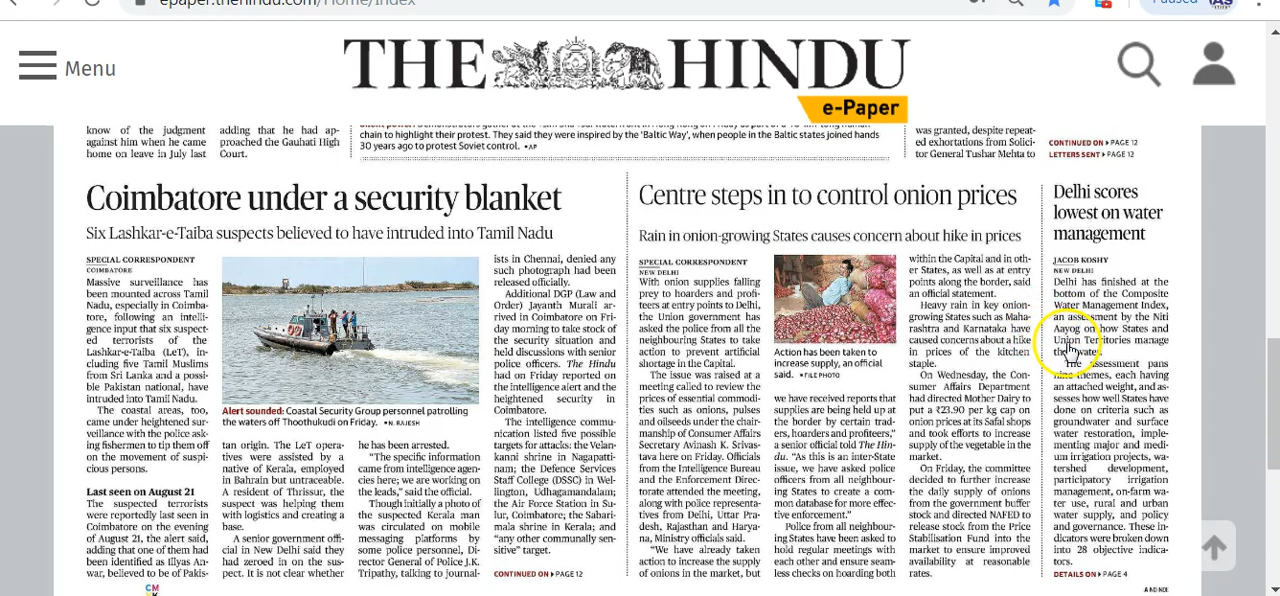 epaper.thehindu.com/Home/Index
Paused
IAS
Menu
THE HINDU
e-Paper
know of the judgment
against him when he came
home on leave in July last
adding that he had ap-
proached the Gauhati High
Court.
chain to highlight their protest. They said they were inspired by the 'Baltic Way', when people in the Baltic states joined hands
30 years ago to protest Soviet control. • AP
was granted, despite repeat-
ed exhortations from Solici-
tor General Tushar Mehta to
CONTINUED ON ▸ PAGE 12
LETTERS SENT ▸ PAGE 12
Coimbatore under a security blanket
Six Lashkar-e-Taiba suspects believed to have intruded into Tamil Nadu
SPECIAL CORRESPONDENT
COIMBATORE
Massive surveillance has
been mounted across Tamil
Nadu, especially in Coimba-
tore, following an intelli-
gence input that six suspect-
ed terrorists of the
Lashkar-e-Taiba (LeT), in-
cluding five Tamil Muslims
from Sri Lanka and a possi-
ble Pakistan national, have
intruded into Tamil Nadu.
The coastal areas, too,
came under heightened sur-
veillance with the police ask-
ing fishermen to tip them off
on the movement of suspi-
cious persons.
Last seen on August 21
The suspected terrorists
were reportedly last seen in
Coimbatore on the evening
of August 21, the alert said,
adding that one of them had
been identified as Illyas An-
war, believed to be of Pakis-
Alert sounded: Coastal Security Group personnel patrolling
the waters off Thoothukudi on Friday. • N. RAJESH
tan origin. The LeT opera-
tives were assisted by a
native of Kerala, employed
in Bahrain but untraceable.
A resident of Thrissur, the
suspect was helping them
with logistics and creating a
base.
A senior government offi-
cial in New Delhi said they
had zeroed in on the sus-
pect. It is not clear whether
he has been arrested.
"The specific information
came from intelligence agen-
cies here; we are working on
the leads," said the official.
Though initially a photo of
the suspected Kerala man
was circulated on mobile
messaging platforms by
some police personnel, Di-
rector General of Police J.K.
Tripathy, talking to journal-
ists in Chennai, denied any
such photograph had been
released officially.
Additional DGP (Law and
Order) Jayanth Murali ar-
rived in Coimbatore on Fri-
day morning to take stock of
the security situation and
held discussions with senior
police officers. The Hindu
had on Friday reported on
the intelligence alert and the
heightened security in
Coimbatore.
The intelligence commu-
nication listed five possible
targets for attacks: the Velan-
kanni shrine in Nagapatti-
nam; the Defence Services
Staff College (DSSC) in Wel-
lington, Udhagamandalam;
the Air Force Station in Su-
lur, Coimbatore; the Sabari-
mala shrine in Kerala; and
"any other communally sen-
sitive" target.
CONTINUED ON ▸ PAGE 12
Centre steps in to control onion prices
Rain in onion-growing States causes concern about hike in prices
SPECIAL CORRESPONDENT
NEW DELHI
With onion supplies falling
prey to hoarders and profi-
teers at entry points to Delhi,
the Union government has
asked the police from all the
neighbouring States to take
action to prevent artificial
shortage in the Capital.
The issue was raised at a
meeting called to review the
prices of essential commodi-
ties such as onions, pulses
and oilseeds under the chair-
manship of Consumer Affairs
Secretary Avinash K. Srivas-
tava here on Friday. Officials
from the Intelligence Bureau
and the Enforcement Direc-
torate attended the meeting,
along with police representa-
tives from Delhi, Uttar Pra-
desh, Rajasthan and Harya-
na, Ministry officials said.
"We have already taken
action to increase the supply
of onions in the market, but
Action has been taken to
increase supply, an official
said. • FILE PHOTO
we have received reports that
supplies are being held up at
the border by certain trad-
ers, hoarders and profiteers,"
a senior official told The Hin-
du. "As this is an inter-State
issue, we have asked police
officers from all neighbour-
ing States to create a com-
mon database for more effec-
tive enforcement."
Police from all neighbour-
ing States have been asked to
hold regular meetings with
each other and ensure seam-
less checks on hoarding both
within the Capital and in oth-
er States, as well as at entry
points along the border, said
an official statement.
Heavy rain in key onion-
growing States such as Maha-
rashtra and Karnataka have
caused concerns about a hike
in prices of the kitchen
staple.
On Wednesday, the Con-
sumer Affairs Department
had directed Mother Dairy to
put a ₹23.90 per kg cap on
onion prices at its Safal shops
and took efforts to increase
supply of the vegetable in the
market.
On Friday, the committee
decided to further increase
the daily supply of onions
from the government buffer
stock and directed NAFED to
release stock from the Price
Stabilisation Fund into the
market to ensure improved
availability at reasonable
rates.
Delhi scores
lowest on water
management
JACOB KOSHY
NEW DELHI
Delhi has finished at the
bottom of the Composite
Water Management Index,
an assessment by the Niti
Aayog on how States and
Union Territories manage
their water.
The assessment pans
nine themes, each having
an attached weight, and as-
sesses how well States have
done on criteria such as
groundwater and surface
water restoration, imple-
menting major and medi-
um irrigation projects, wa-
tershed development,
participatory irrigation
management, on-farm wa-
ter use, rural and urban
water supply, and policy
and governance. These in-
dicators were broken down
into 28 objective indica-
tors.
DETAILS ON ▸ PAGE 4
CM